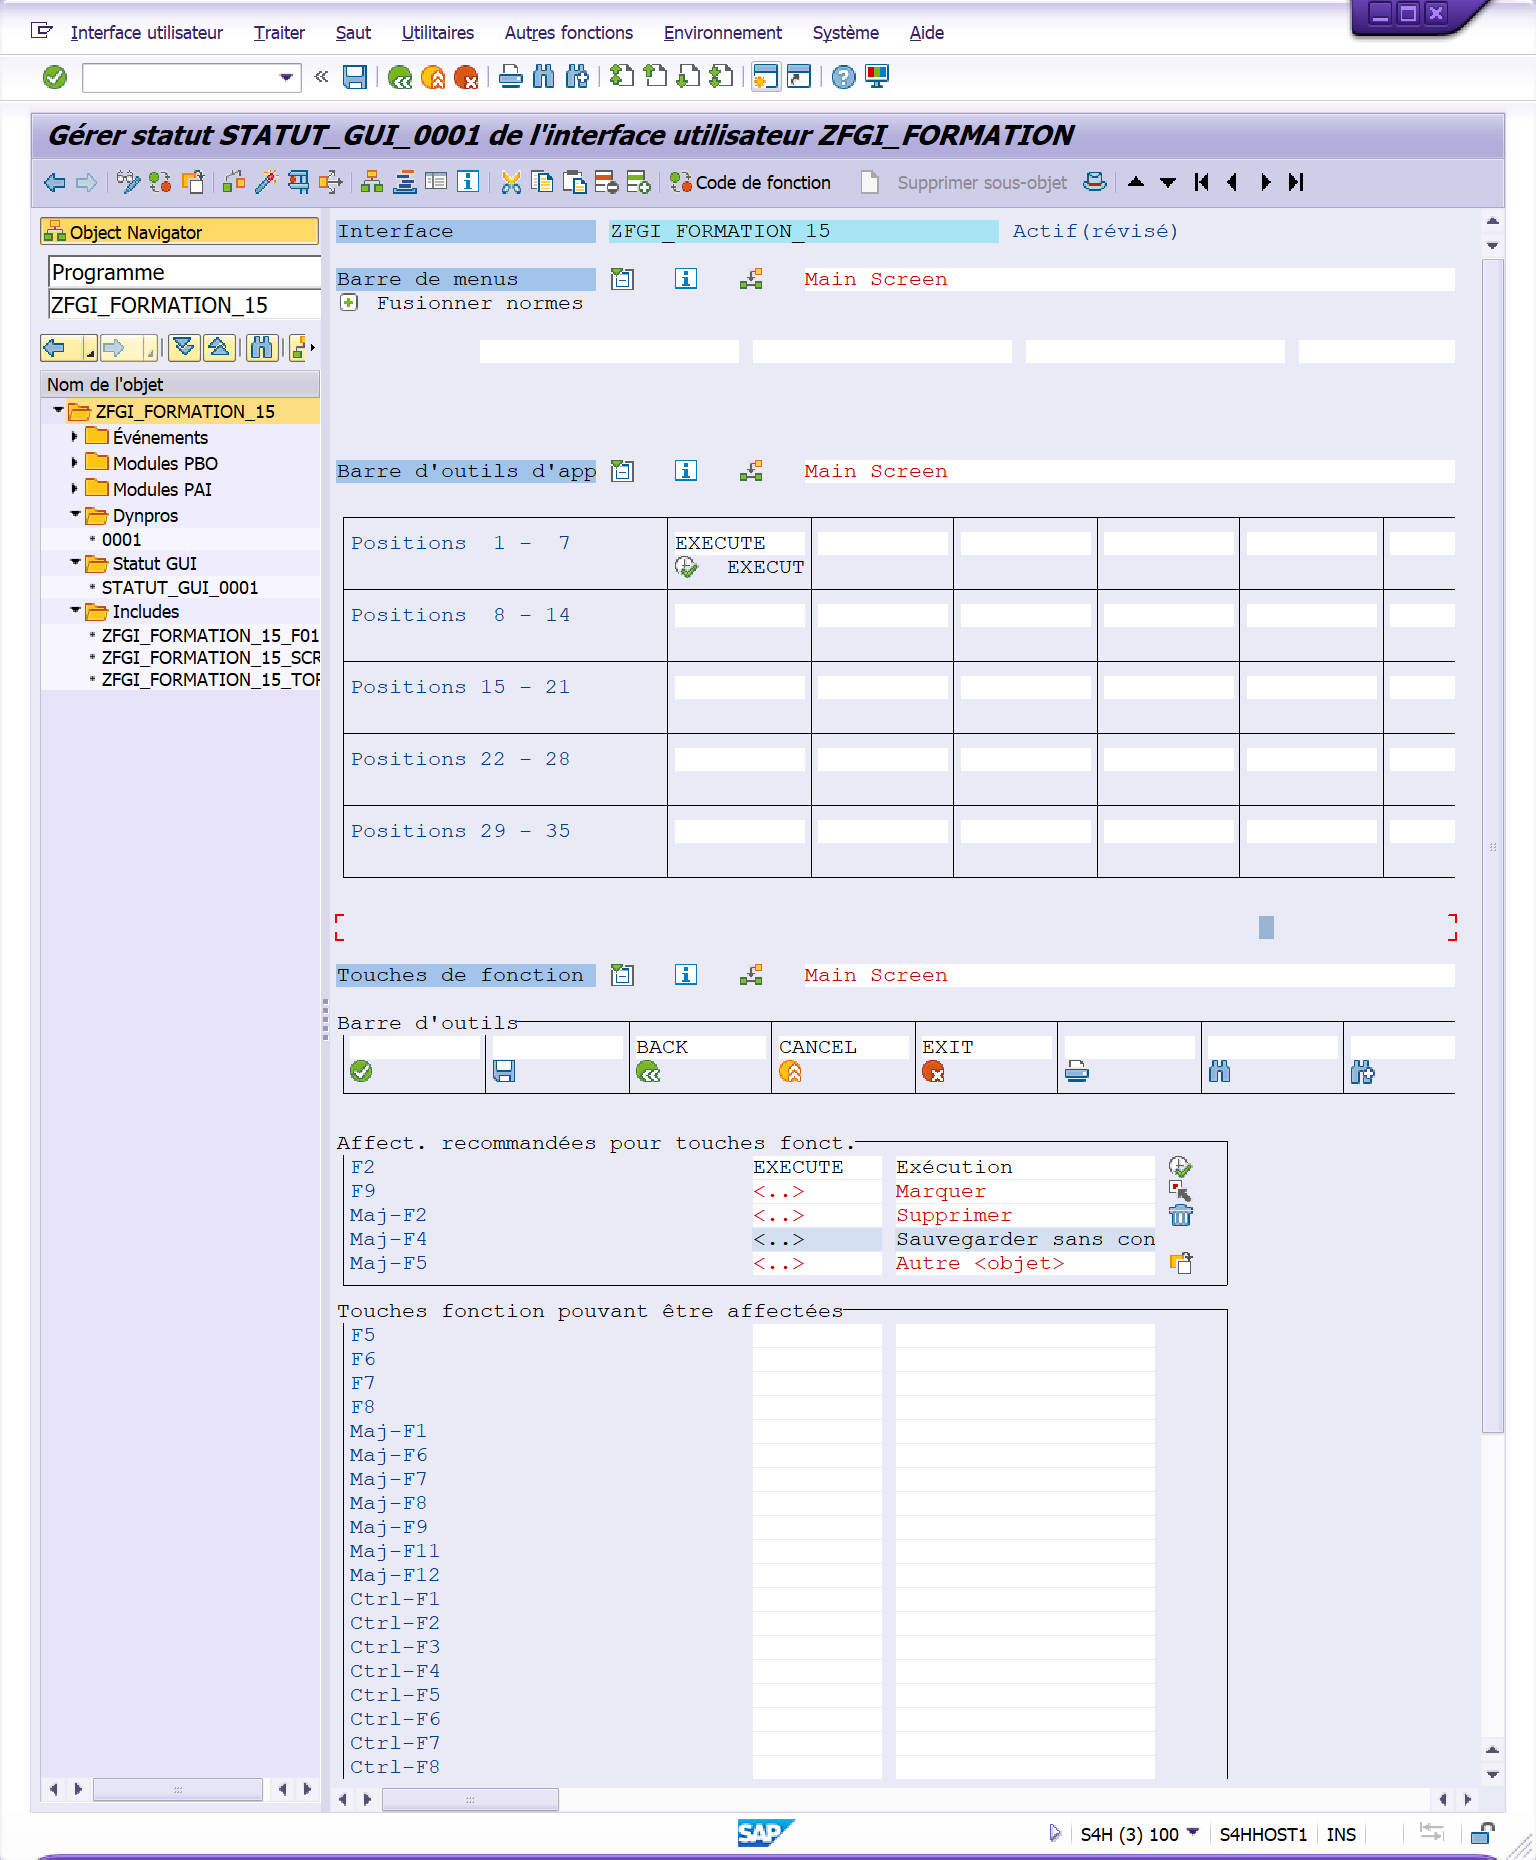 Interface utilisateur Traiter Saut Utilitaires Autres fonctions Environnement Système Aide
Gérer statut STATUT_GUI_0001 de l'interface utilisateur ZFGI_FORMATION
Code de fonction Supprimer sous-objet
Object Navigator
Programme
ZFGI_FORMATION_15
Nom de l'objet
ZFGI_FORMATION_15
Événements
Modules PBO
Modules PAI
Dynpros
0001
Statut GUI
STATUT_GUI_0001
Includes
ZFGI_FORMATION_15_F01
ZFGI_FORMATION_15_SCR
ZFGI_FORMATION_15_TOP
Interface ZFGI_FORMATION_15 Actif(révisé)
Barre de menus Main Screen
Fusionner normes
Barre d'outils d'app Main Screen
Positions 1 - 7 EXECUTE
EXECUT
Positions 8 - 14
Positions 15 - 21
Positions 22 - 28
Positions 29 - 35
Touches de fonction Main Screen
Barre d'outils
BACK CANCEL EXIT
Affect. recommandées pour touches fonct.
F2 EXECUTE Exécution
F9 <..> Marquer
Maj-F2 <..> Supprimer
Maj-F4 <..> Sauvegarder sans con
Maj-F5 <..> Autre <objet>
Touches fonction pouvant être affectées
F5
F6
F7
F8
Maj-F1
Maj-F6
Maj-F7
Maj-F8
Maj-F9
Maj-F11
Maj-F12
Ctrl-F1
Ctrl-F2
Ctrl-F3
Ctrl-F4
Ctrl-F5
Ctrl-F6
Ctrl-F7
Ctrl-F8
SAP S4H (3) 100 S4HHOST1 INS